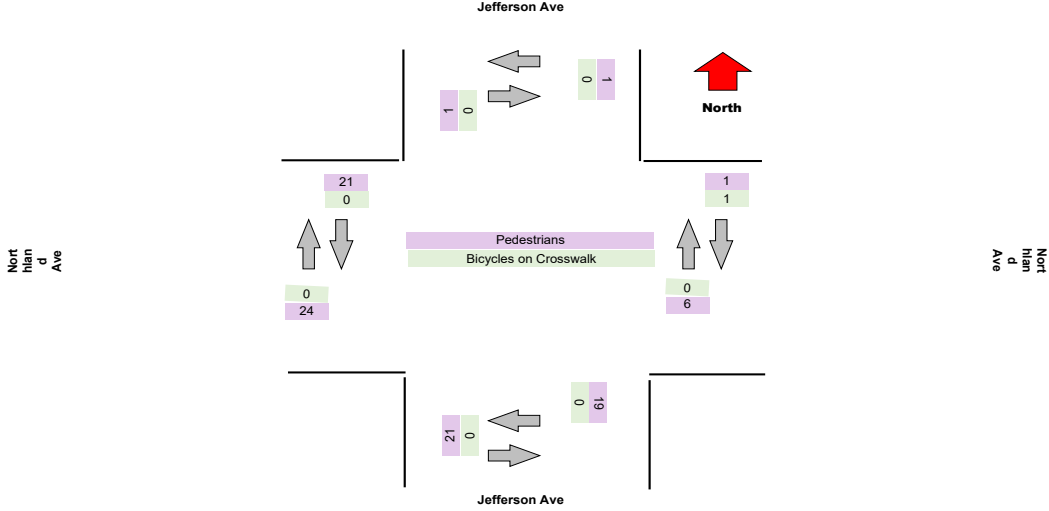 Jefferson Ave
0
1
1
0
North
21
0
1
1
Nort
hlan
d
Ave
Pedestrians
Bicycles on Crosswalk
Nort
hlan
d
Ave
0
24
0
6
0
19
21
0
Jefferson Ave